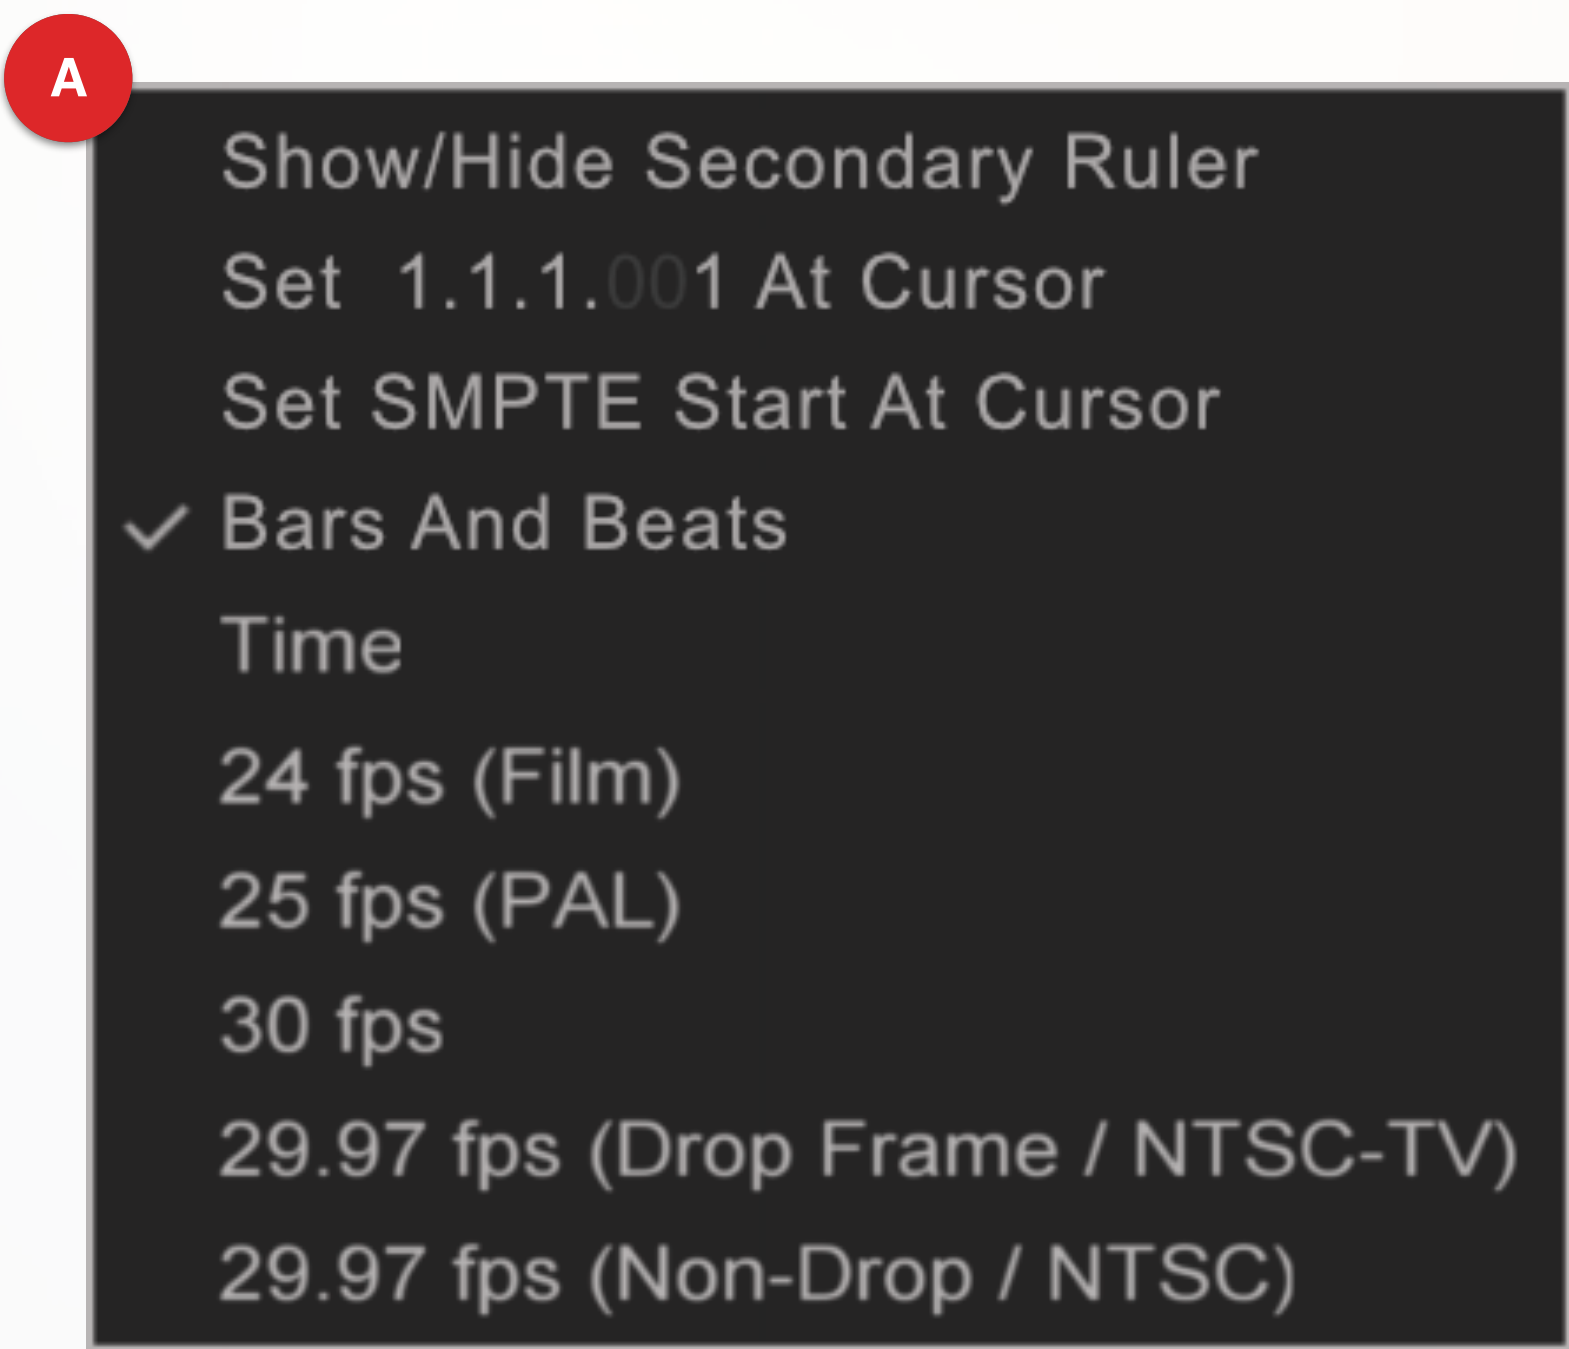 A
Show/Hide Secondary Ruler
Set 1.1.1.001 At Cursor
Set SMPTE Start At Cursor
Bars And Beats
Time
24 fps (Film)
25 fps (PAL)
30 fps
29.97 fps (Drop Frame / NTSC-TV)
29.97 fps (Non-Drop / NTSC)